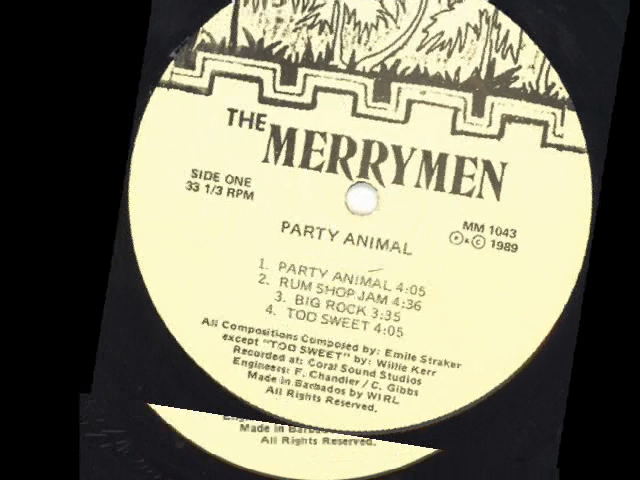 THE
MERRYMEN
SIDE ONE
33 1/3 RPM
MM 1043
Ⓟ & © 1989
PARTY ANIMAL
1. PARTY ANIMAL 4:05
2. RUM SHOP JAM 4:36
3. BIG ROCK 3:35
4. TOO SWEET 4:05
All Compositions Composed by: Emile Straker
except "TOO SWEET" by: Willie Kerr
Recorded at: Coral Sound Studios
Engineers: F. Chandler / C. Gibbs
Made in Barbados by WIRL
All Rights Reserved.
Made in
All Rights Reserved.